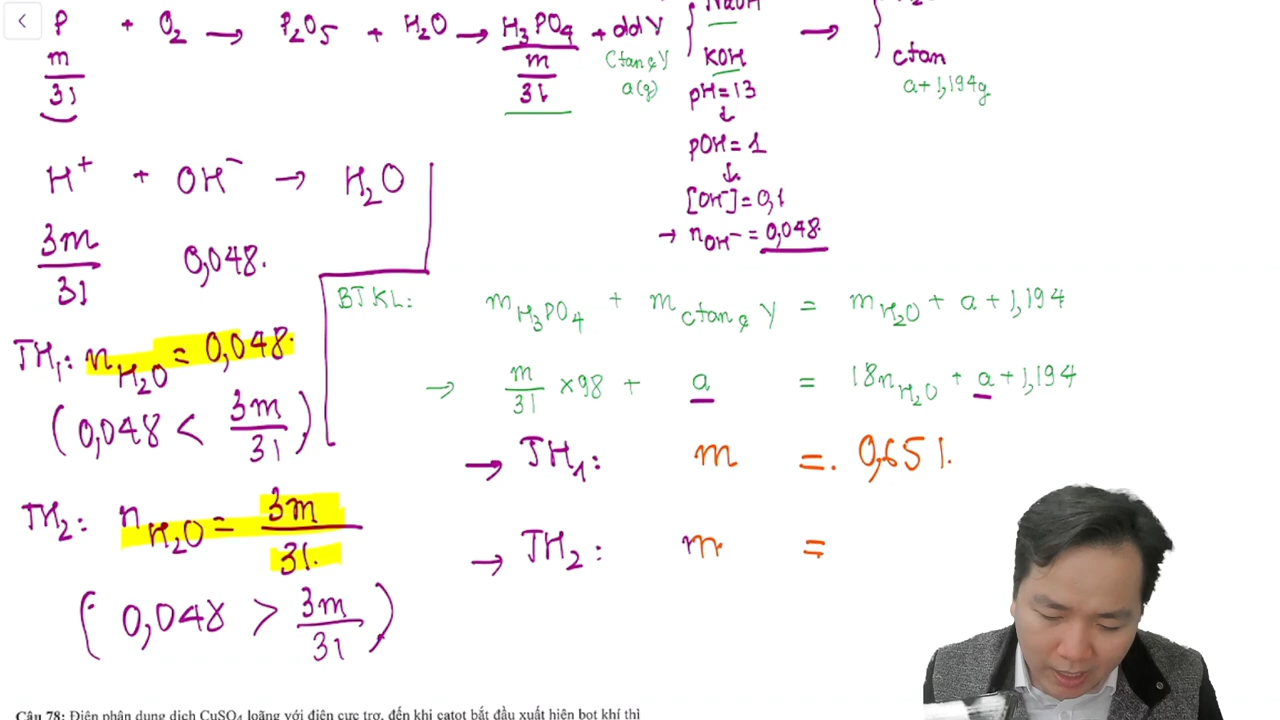 P + O2 → P2O5 + H2O → H3PO4 + ddY { NaOH →
m/31 m/31 Ctan ¢ Y KOH ctan
a(g) pH=13 a+1,194g
↓
pOH=1
↓
[OH⁻]=0,1
→ nOH⁻ = 0,048.
H⁺ + OH⁻ → H2O
3m/31 0,048.
BTKL: mH3PO4 + mctan ¢ Y = mH2O + a+1,194
→ m/31 ×98 + a = 18nH2O + a+1,194
TH1: nH2O = 0,048.
(0,048 < 3m/31)
→ TH1: m =. 0,651.
TH2: nH2O = 3m/31.
→ TH2: m =
(0,048 > 3m/31)
Câu 78: Điện phân dung dịch CuSO4 loãng với điện cực trơ, đến khi catot bắt đầu xuất hiện bọt khí thì